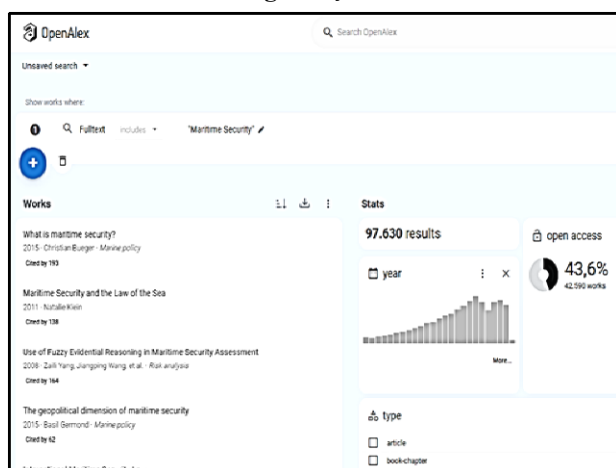 OpenAlex
Search OpenAlex
Unsaved search
Show works where:
1 Fulltext includes "Maritime Security"
+
Works
What is maritime security?
2015 · Christian Bueger · Marine policy
Cited by 193
Maritime Security and the Law of the Sea
2011 · Natalie Klein
Cited by 138
Use of Fuzzy Evidential Reasoning in Maritime Security Assessment
2008 · Zaili Yang, Jiangping Wang, et al. · Risk analysis
Cited by 164
The geopolitical dimension of maritime security
2015 · Basil Germond · Marine policy
Cited by 62
Stats
97.630 results
year
More...
open access
43,6%
42.590 works
type
article
book-chapter